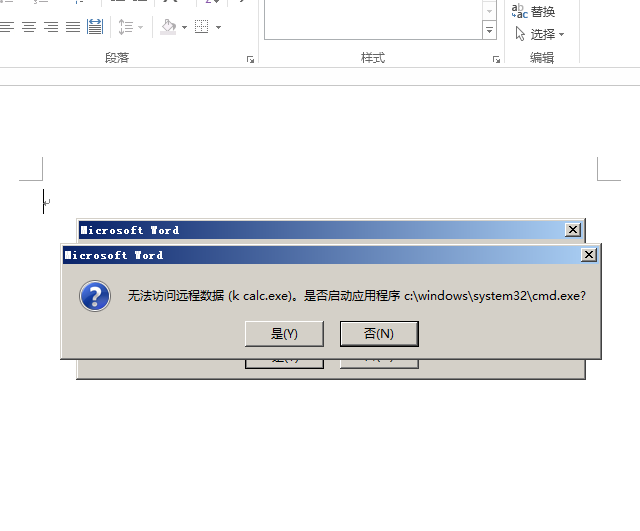 替换
选择
段落
样式
编辑
Microsoft Word
Microsoft Word
无法访问远程数据 (k calc.exe)。是否启动应用程序 c:\windows\system32\cmd.exe?
是(Y)
否(N)